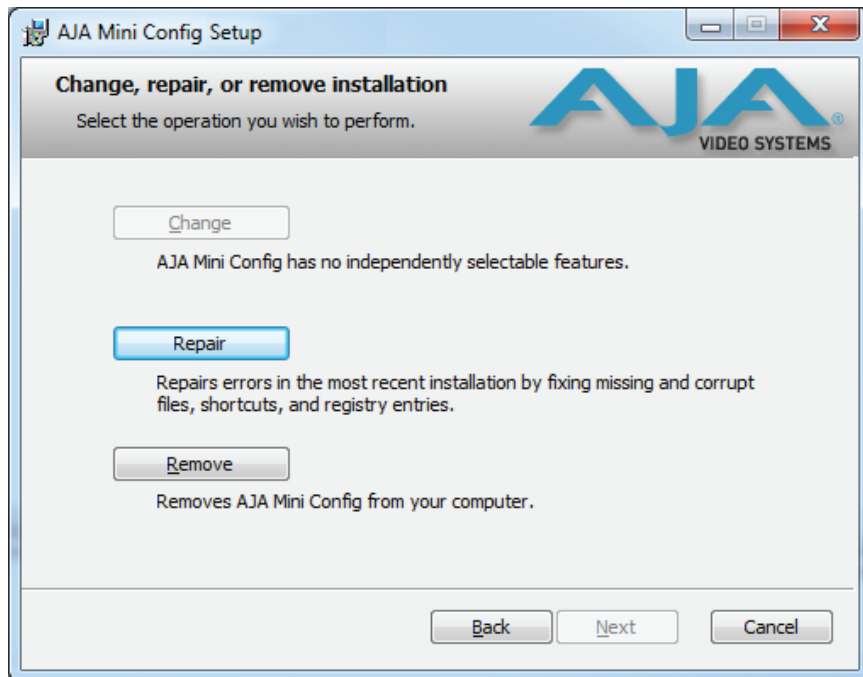 AJA Mini Config Setup
Change, repair, or remove installation
Select the operation you wish to perform.
AJA
®
VIDEO SYSTEMS
Change
AJA Mini Config has no independently selectable features.
Repair
Repairs errors in the most recent installation by fixing missing and corrupt
files, shortcuts, and registry entries.
Remove
Removes AJA Mini Config from your computer.
Back
Next
Cancel